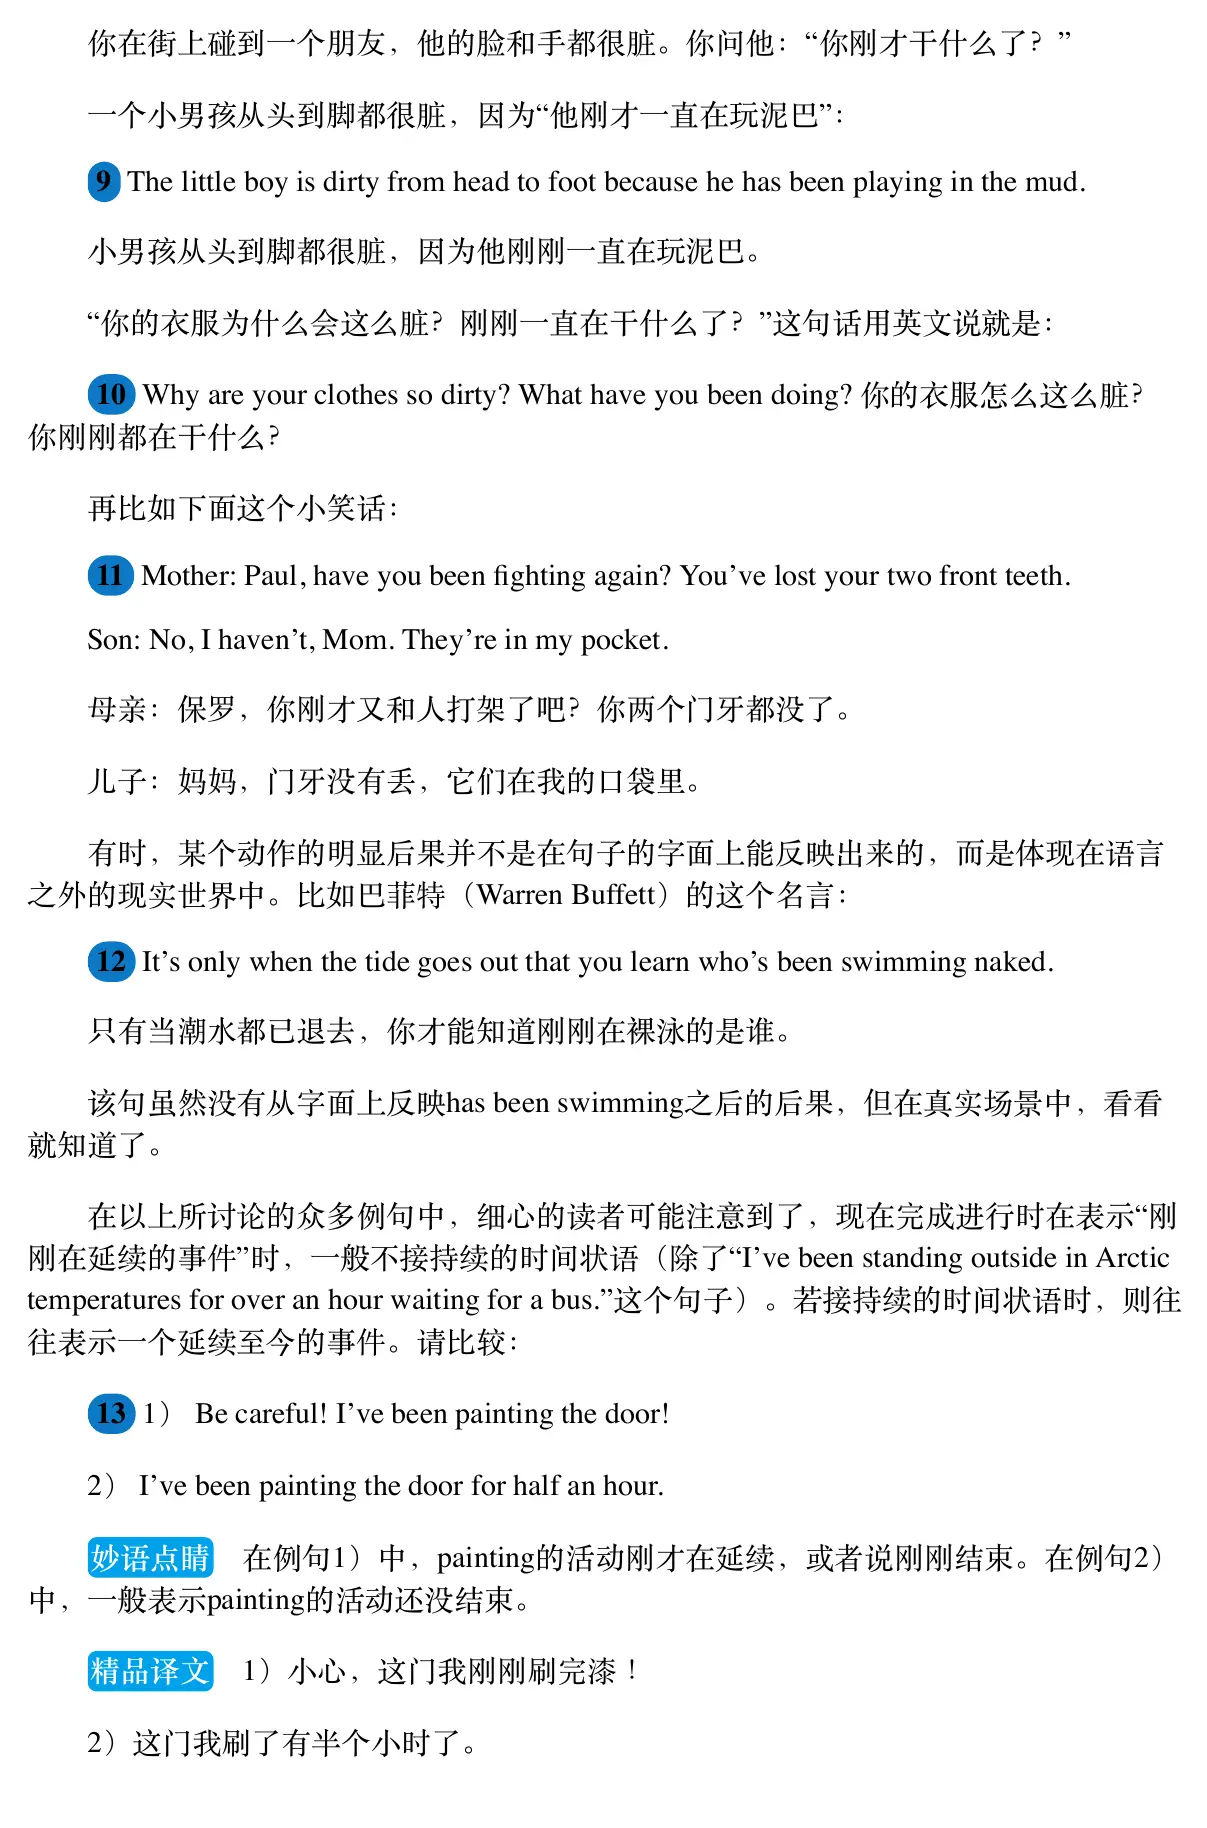 你在街上碰到一个朋友，他的脸和手都很脏。你问他：“你刚才干什么了？”
一个小男孩从头到脚都很脏，因为“他刚才一直在玩泥巴”：
9 The little boy is dirty from head to foot because he has been playing in the mud.
小男孩从头到脚都很脏，因为他刚刚一直在玩泥巴。
“你的衣服为什么会这么脏？刚刚一直在干什么了？”这句话用英文说就是：
10 Why are your clothes so dirty? What have you been doing? 你的衣服怎么这么脏？
你刚刚都在干什么？
再比如下面这个小笑话：
11 Mother: Paul, have you been fighting again? You’ve lost your two front teeth.
Son: No, I haven’t, Mom. They’re in my pocket.
母亲：保罗，你刚才又和人打架了吧？你两个门牙都没了。
儿子：妈妈，门牙没有丢，它们在我的口袋里。
有时，某个动作的明显后果并不是在句子的字面上能反映出来的，而是体现在语言
之外的现实世界中。比如巴菲特（Warren Buffett）的这个名言：
12 It’s only when the tide goes out that you learn who’s been swimming naked.
只有当潮水都已退去，你才能知道刚刚在裸泳的是谁。
该句虽然没有从字面上反映has been swimming之后的后果，但在真实场景中，看看
就知道了。
在以上所讨论的众多例句中，细心的读者可能注意到了，现在完成进行时在表示“刚
刚在延续的事件”时，一般不接持续的时间状语（除了“I’ve been standing outside in Arctic
temperatures for over an hour waiting for a bus.”这个句子）。若接持续的时间状语时，则往
往表示一个延续至今的事件。请比较：
13 1） Be careful! I’ve been painting the door!
2） I’ve been painting the door for half an hour.
妙语点睛 在例句1）中，painting的活动刚才在延续，或者说刚刚结束。在例句2）
中，一般表示painting的活动还没结束。
精品译文 1）小心，这门我刚刚刷完漆！
2）这门我刷了有半个小时了。